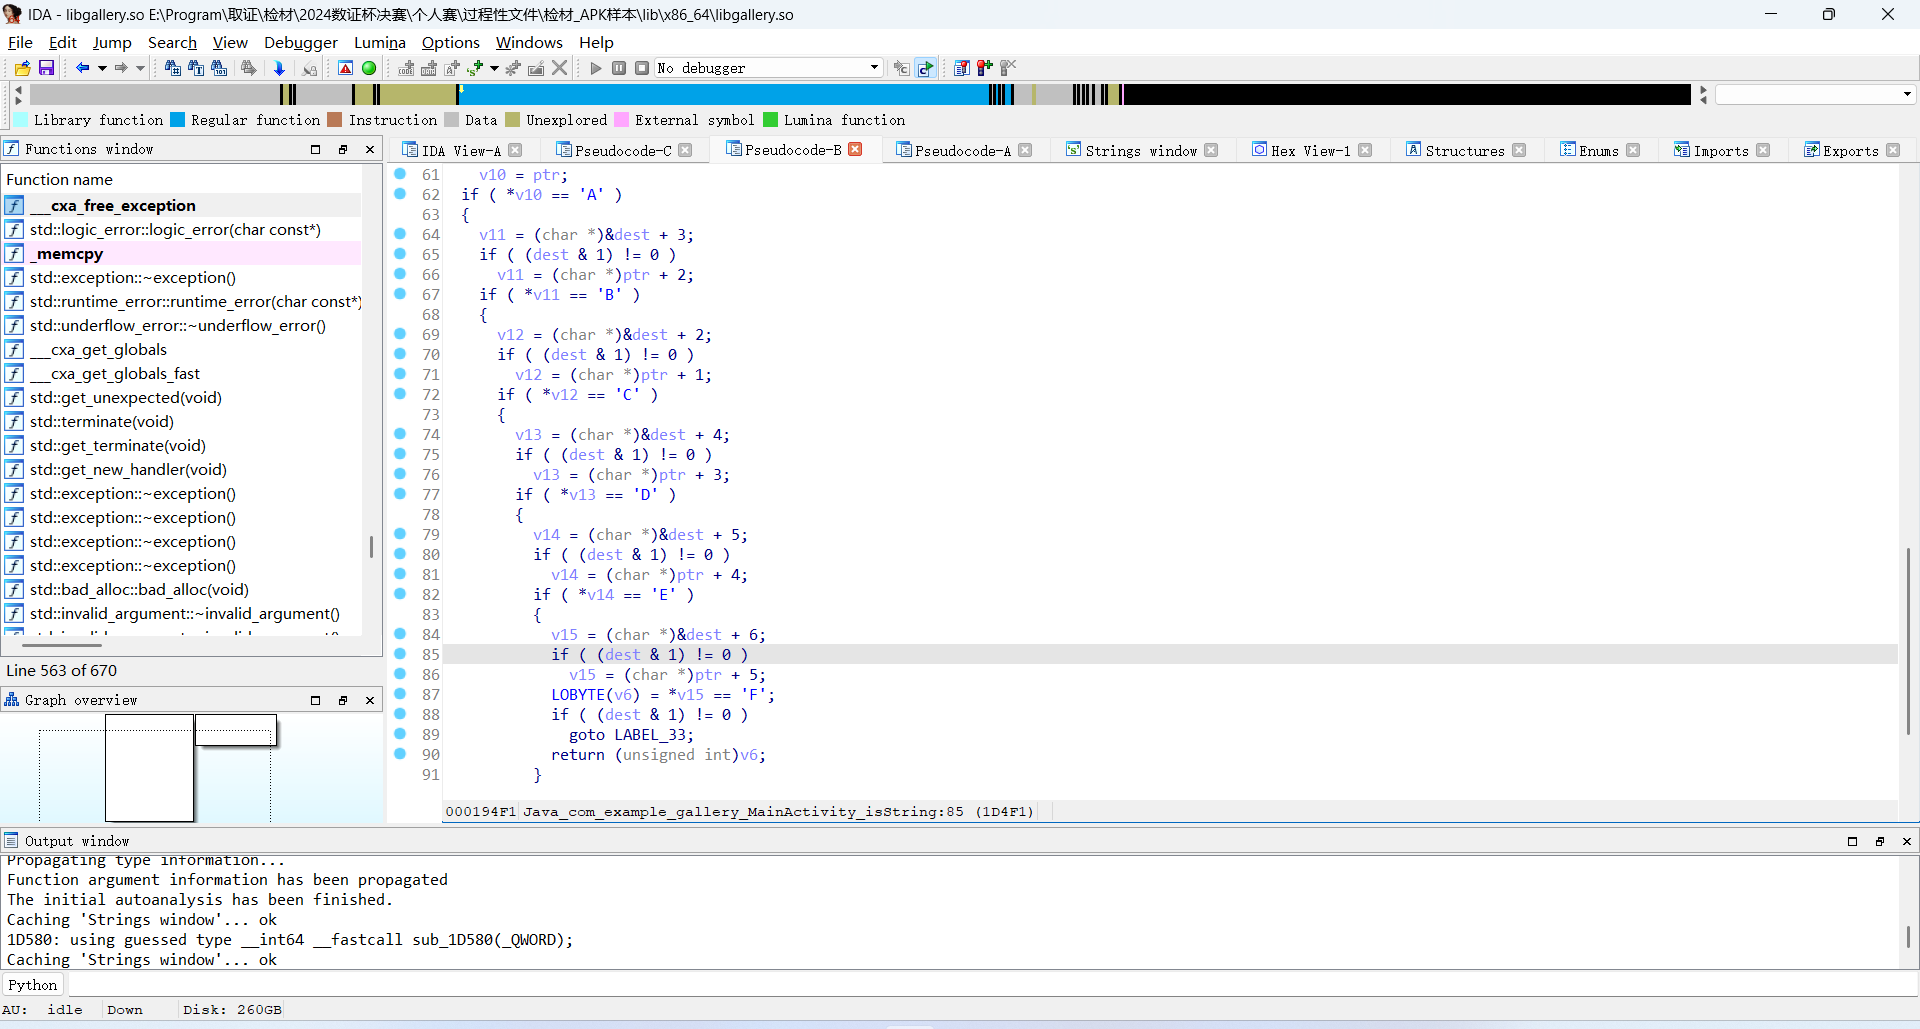 IDA - libgallery.so E:\Program\取证\检材\2024数证杯决赛\个人赛\过程性文件\检材_APK样本\lib\x86_64\libgallery.so
File Edit Jump Search View Debugger Lumina Options Windows Help
No debugger
Library function Regular function Instruction Data Unexplored External symbol Lumina function
Functions window
Function name
___cxa_free_exception
std::logic_error::logic_error(char const*)
_memcpy
std::exception::~exception()
std::runtime_error::runtime_error(char const*)
std::underflow_error::~underflow_error()
___cxa_get_globals
___cxa_get_globals_fast
std::get_unexpected(void)
std::terminate(void)
std::get_terminate(void)
std::get_new_handler(void)
std::exception::~exception()
std::exception::~exception()
std::exception::~exception()
std::exception::~exception()
std::bad_alloc::bad_alloc(void)
std::invalid_argument::~invalid_argument()
Line 563 of 670
Graph overview
IDA View-A Pseudocode-C Pseudocode-B Pseudocode-A Strings window Hex View-1 Structures Enums Imports Exports
61 v10 = ptr;
62 if ( *v10 == 'A' )
63 {
64 v11 = (char *)&dest + 3;
65 if ( (dest & 1) != 0 )
66 v11 = (char *)ptr + 2;
67 if ( *v11 == 'B' )
68 {
69 v12 = (char *)&dest + 2;
70 if ( (dest & 1) != 0 )
71 v12 = (char *)ptr + 1;
72 if ( *v12 == 'C' )
73 {
74 v13 = (char *)&dest + 4;
75 if ( (dest & 1) != 0 )
76 v13 = (char *)ptr + 3;
77 if ( *v13 == 'D' )
78 {
79 v14 = (char *)&dest + 5;
80 if ( (dest & 1) != 0 )
81 v14 = (char *)ptr + 4;
82 if ( *v14 == 'E' )
83 {
84 v15 = (char *)&dest + 6;
85 if ( (dest & 1) != 0 )
86 v15 = (char *)ptr + 5;
87 LOBYTE(v6) = *v15 == 'F';
88 if ( (dest & 1) != 0 )
89 goto LABEL_33;
90 return (unsigned int)v6;
91 }
000194F1 Java_com_example_gallery_MainActivity_isString:85 (1D4F1)
Output window
Propagating type information...
Function argument information has been propagated
The initial autoanalysis has been finished.
Caching 'Strings window'... ok
1D580: using guessed type __int64 __fastcall sub_1D580(_QWORD);
Caching 'Strings window'... ok
Python
AU: idle Down Disk: 260GB